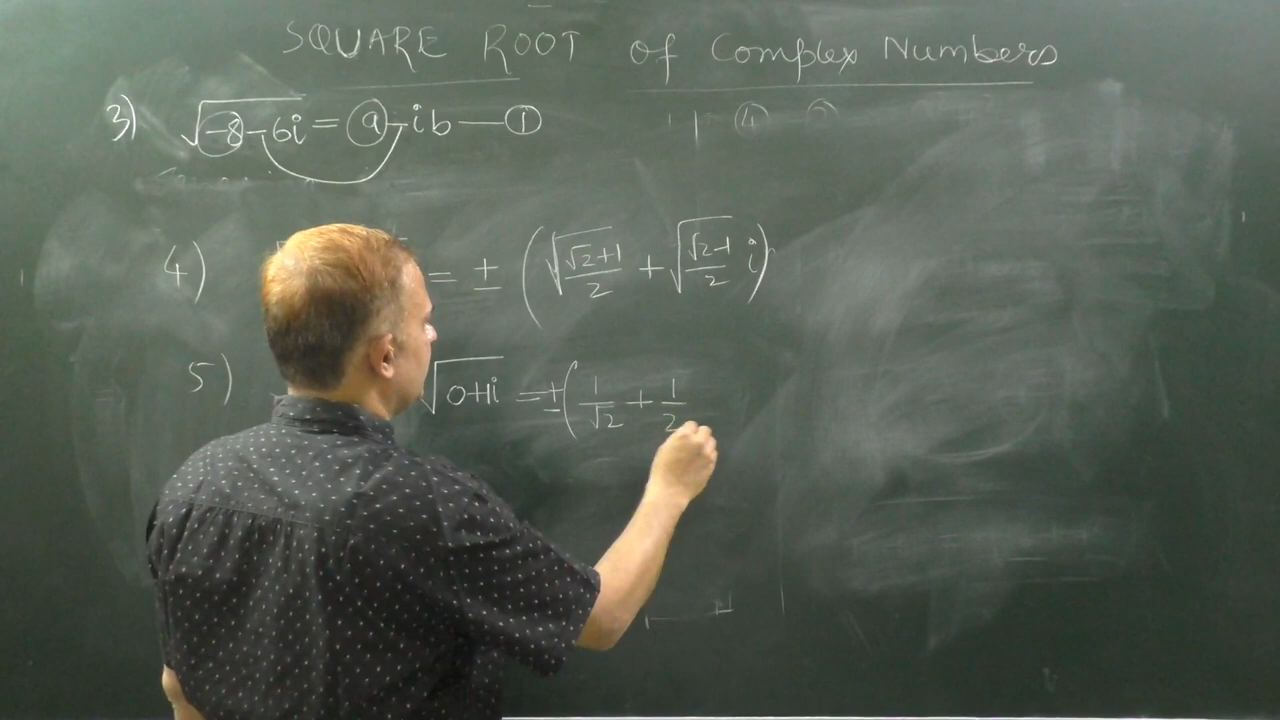 SQUARE ROOT of Complex Numbers
3) √(-8-6i) = a-ib — ①
4) = ± (√((√2+1)/2) + √((√2-1)/2) i)
5) √(0+1i) = ± (1/√2 + 1/2